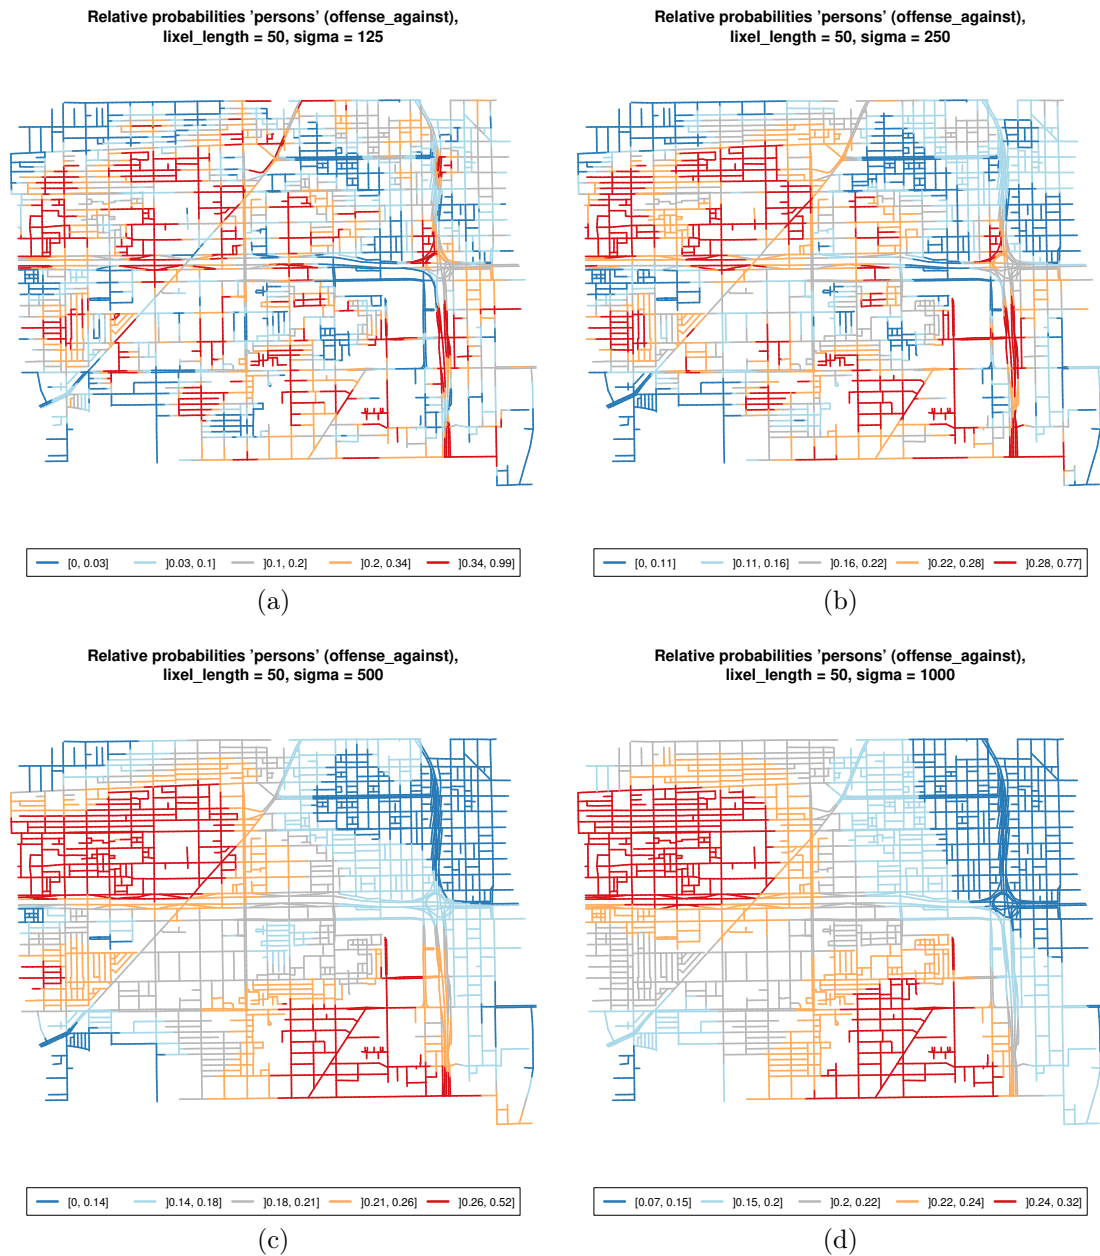 Relative probabilities 'persons' (offense_against),
lixel_length = 50, sigma = 125
[0, 0.03] ]0.03, 0.1] ]0.1, 0.2] ]0.2, 0.34] ]0.34, 0.99]
(a)
Relative probabilities 'persons' (offense_against),
lixel_length = 50, sigma = 250
[0, 0.11] ]0.11, 0.16] ]0.16, 0.22] ]0.22, 0.28] ]0.28, 0.77]
(b)
Relative probabilities 'persons' (offense_against),
lixel_length = 50, sigma = 500
[0, 0.14] ]0.14, 0.18] ]0.18, 0.21] ]0.21, 0.26] ]0.26, 0.52]
(c)
Relative probabilities 'persons' (offense_against),
lixel_length = 50, sigma = 1000
[0.07, 0.15] ]0.15, 0.2] ]0.2, 0.22] ]0.22, 0.24] ]0.24, 0.32]
(d)